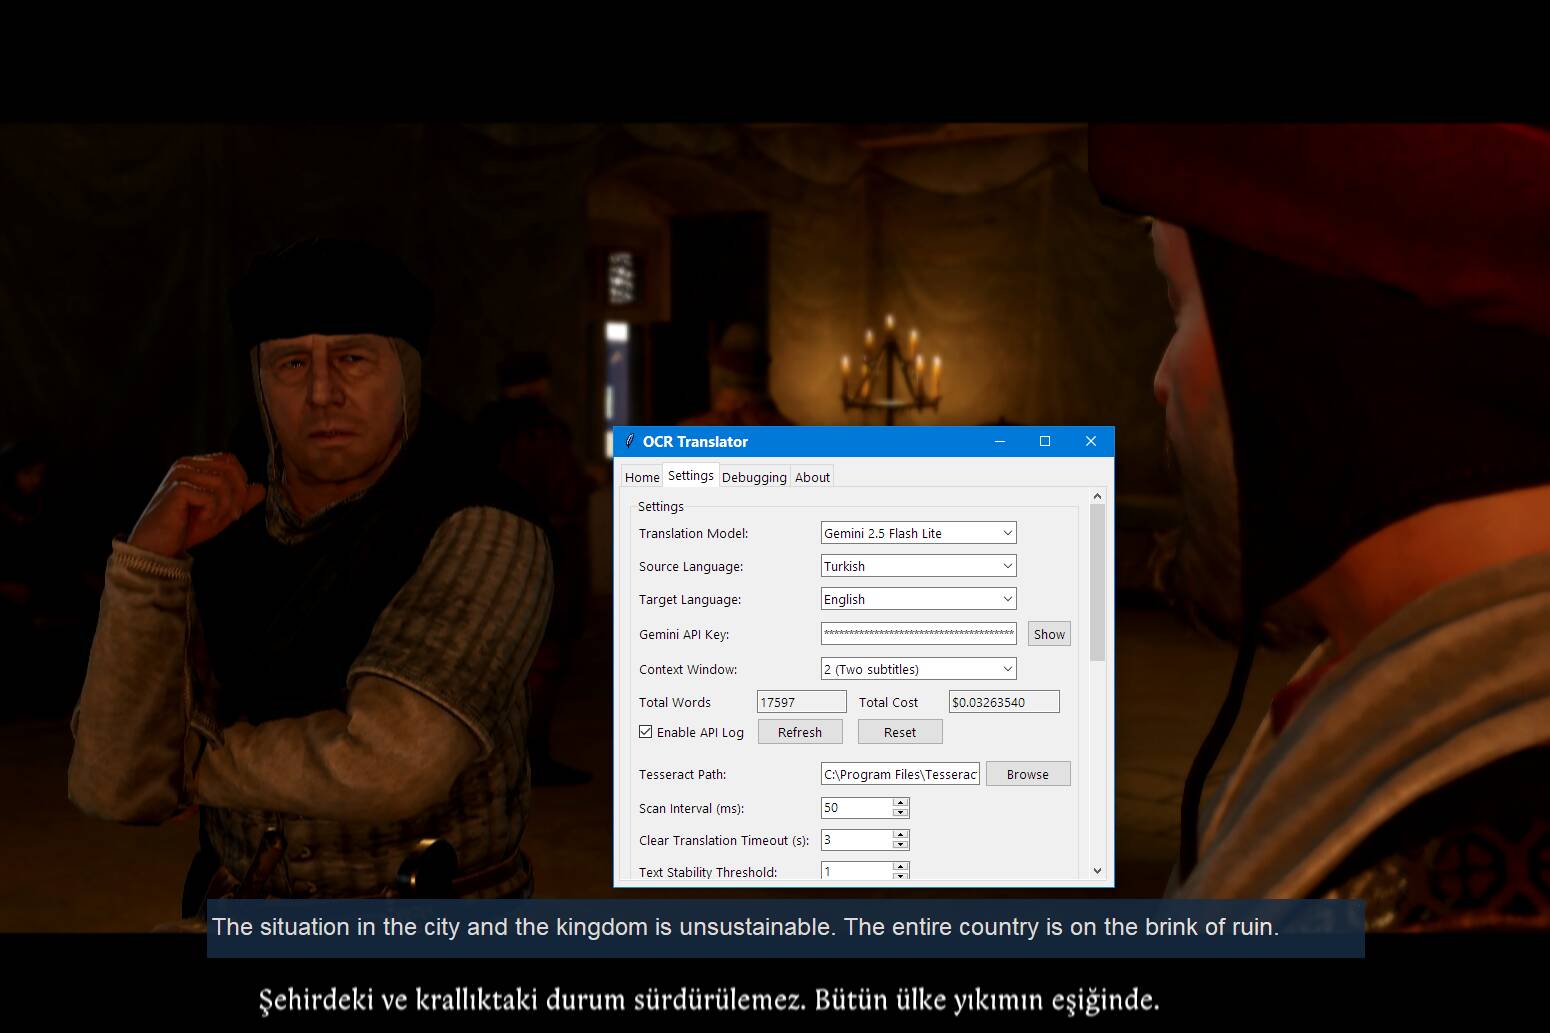 OCR Translator
Home Settings Debugging About
Settings
Translation Model: Gemini 2.5 Flash Lite
Source Language: Turkish
Target Language: English
Gemini API Key: ************************************** Show
Context Window: 2 (Two subtitles)
Total Words 17597 Total Cost $0.03263540
Enable API Log Refresh Reset
Tesseract Path: C:\Program Files\Tesserac Browse
Scan Interval (ms): 50
Clear Translation Timeout (s): 3
Text Stability Threshold: 1
The situation in the city and the kingdom is unsustainable. The entire country is on the brink of ruin.
Şehirdeki ve krallıktaki durum sürdürülemez. Bütün ülke yıkımın eşiğinde.